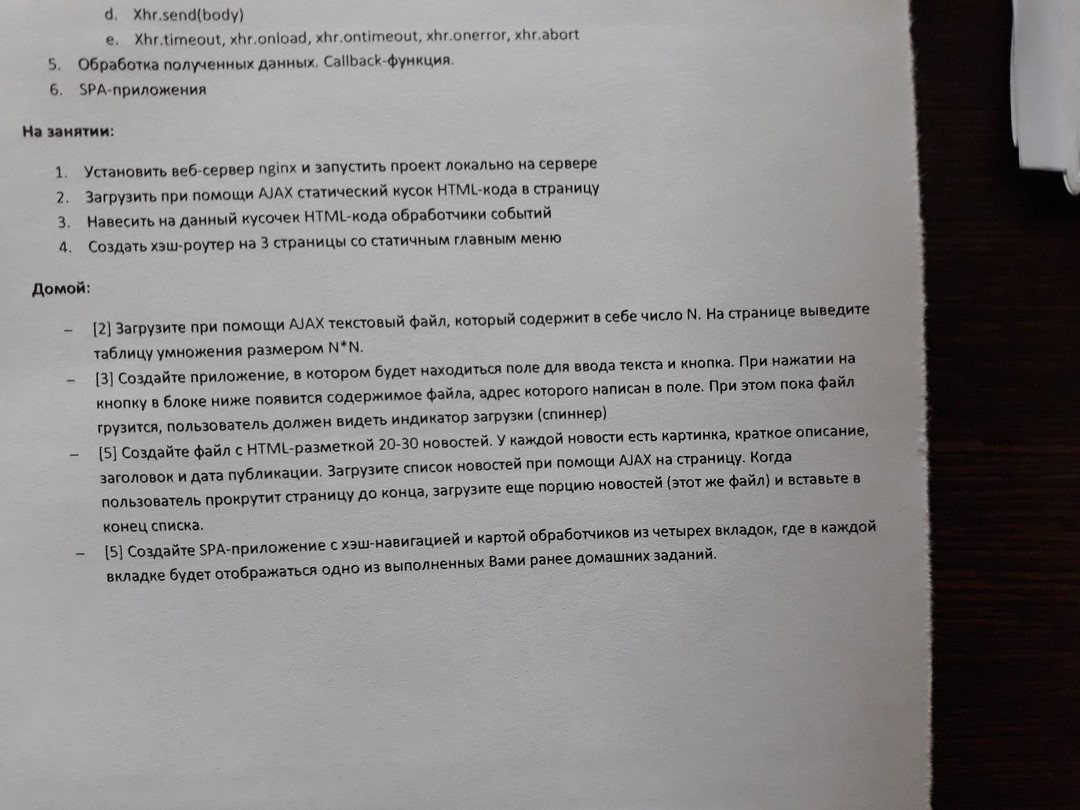 d. Xhr.send(body)
e. Xhr.timeout, xhr.onload, xhr.ontimeout, xhr.onerror, xhr.abort
5. Обработка полученных данных. Callback-функция.
6. SPA-приложения
На занятии:
1. Установить веб-сервер nginx и запустить проект локально на сервере
2. Загрузить при помощи AJAX статический кусок HTML-кода в страницу
3. Навесить на данный кусочек HTML-кода обработчики событий
4. Создать хэш-роутер на 3 страницы со статичным главным меню
Домой:
– [2] Загрузите при помощи AJAX текстовый файл, который содержит в себе число N. На странице выведите
таблицу умножения размером N*N.
– [3] Создайте приложение, в котором будет находиться поле для ввода текста и кнопка. При нажатии на
кнопку в блоке ниже появится содержимое файла, адрес которого написан в поле. При этом пока файл
грузится, пользователь должен видеть индикатор загрузки (спиннер)
– [5] Создайте файл с HTML-разметкой 20-30 новостей. У каждой новости есть картинка, краткое описание,
заголовок и дата публикации. Загрузите список новостей при помощи AJAX на страницу. Когда
пользователь прокрутит страницу до конца, загрузите еще порцию новостей (этот же файл) и вставьте в
конец списка.
– [5] Создайте SPA-приложение с хэш-навигацией и картой обработчиков из четырех вкладок, где в каждой
вкладке будет отображаться одно из выполненных Вами ранее домашних заданий.